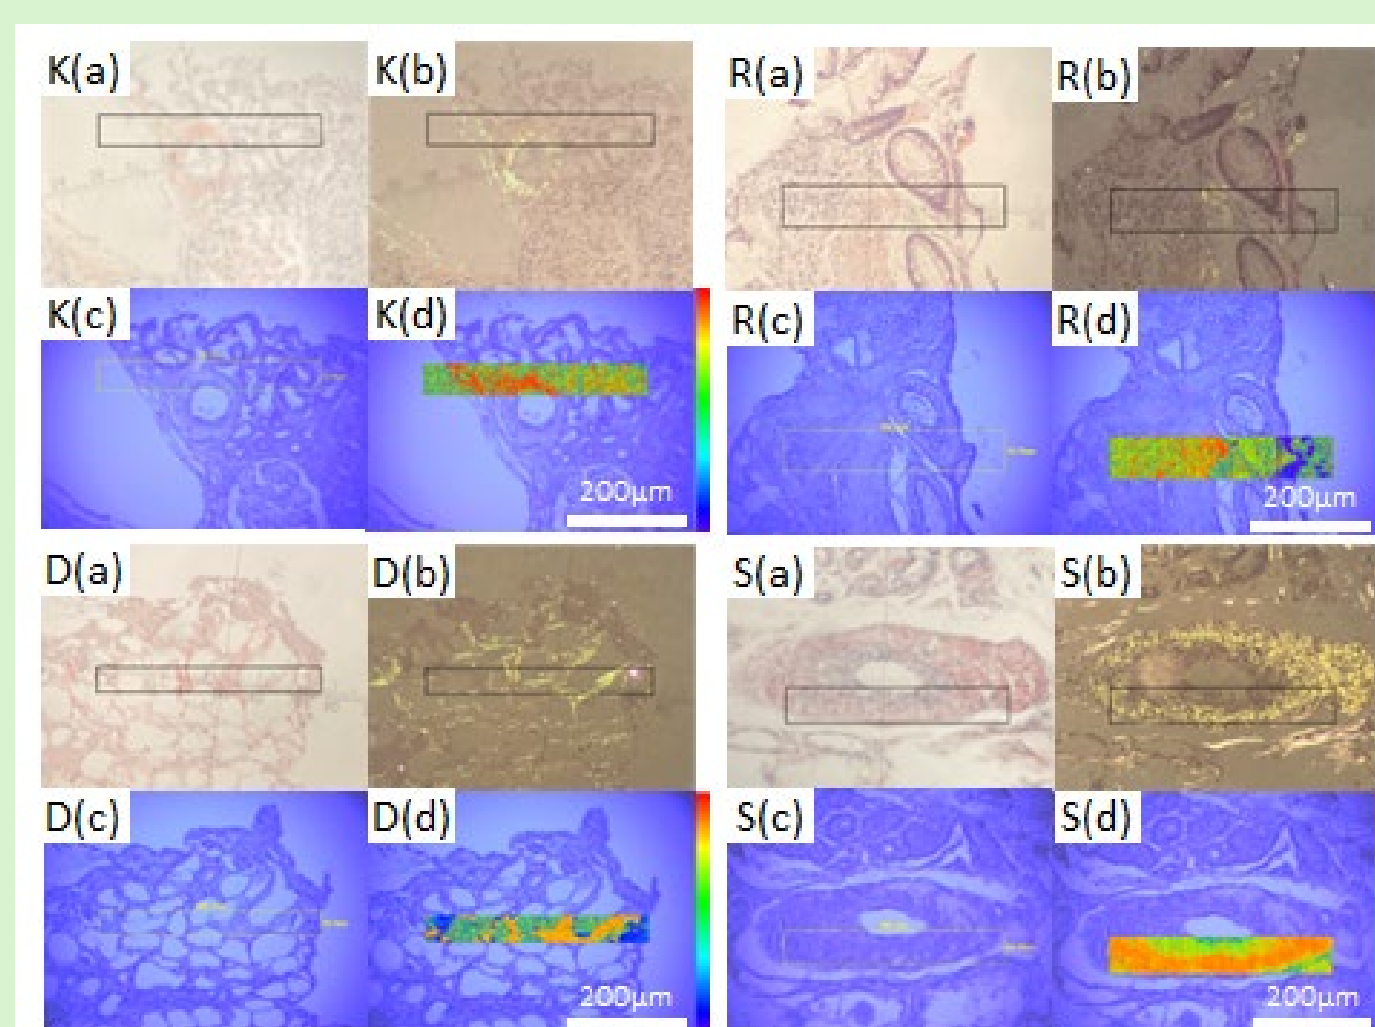 K(a) K(b) R(a) R(b)
K(c) K(d) R(c) R(d)
200µm 200µm
D(a) D(b) S(a) S(b)
D(c) D(d) S(c) S(d)
200µm 200µm